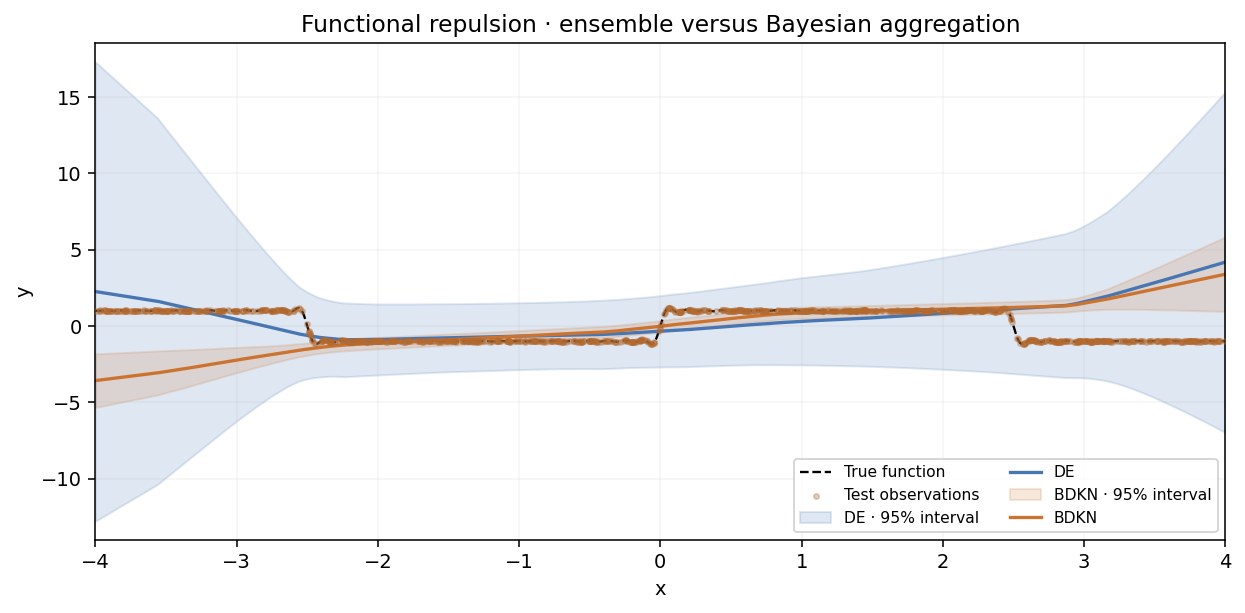 Functional repulsion · ensemble versus Bayesian aggregation
y
15
10
5
0
−5
−10
−4
−3
−2
−1
0
1
2
3
4
x
True function
Test observations
DE · 95% interval
DE
BDKN · 95% interval
BDKN